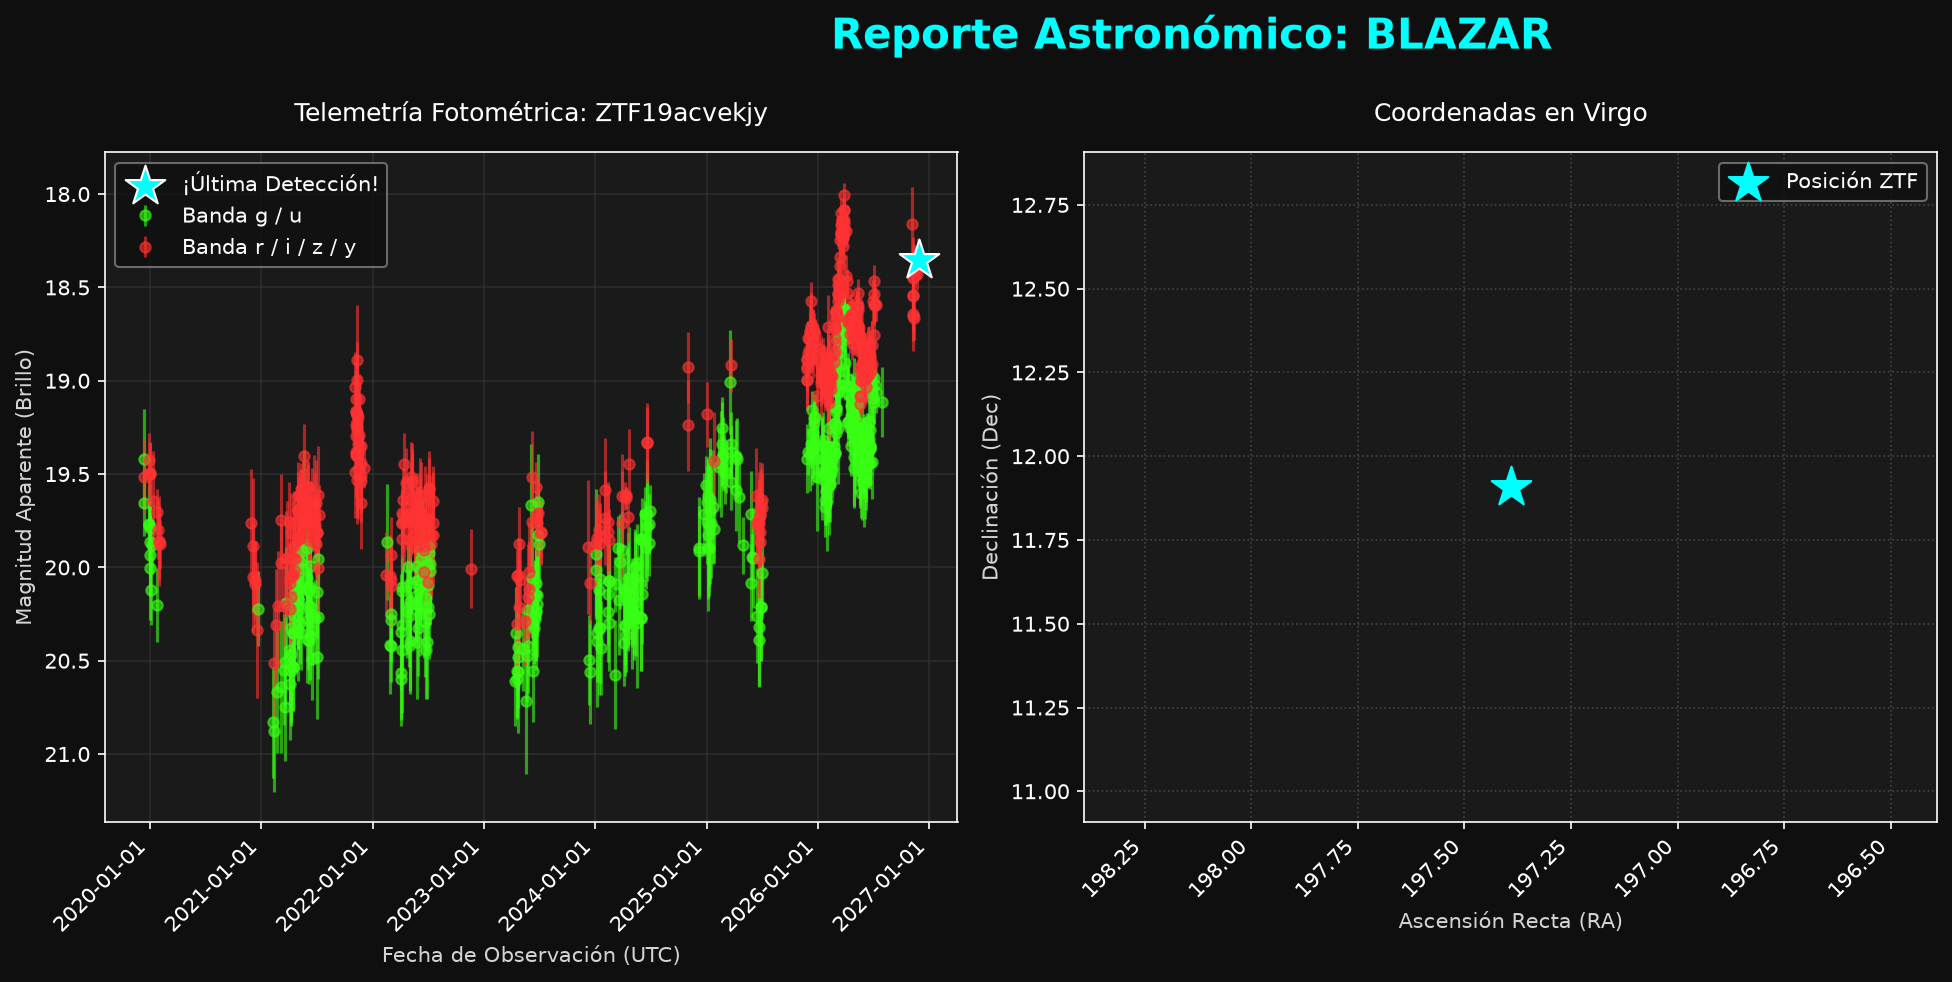 Reporte Astronómico: BLAZAR
Telemetría Fotométrica: ZTF19acvekjy
¡Última Detección!
Banda g / u
Banda r / i / z / y
Magnitud Aparente (Brillo)
18.0
18.5
19.0
19.5
20.0
20.5
21.0
2020-01-01
2021-01-01
2022-01-01
2023-01-01
2024-01-01
2025-01-01
2026-01-01
2027-01-01
Fecha de Observación (UTC)
Coordenadas en Virgo
Posición ZTF
Declinación (Dec)
12.75
12.50
12.25
12.00
11.75
11.50
11.25
11.00
198.25
198.00
197.75
197.50
197.25
197.00
196.75
196.50
Ascensión Recta (RA)